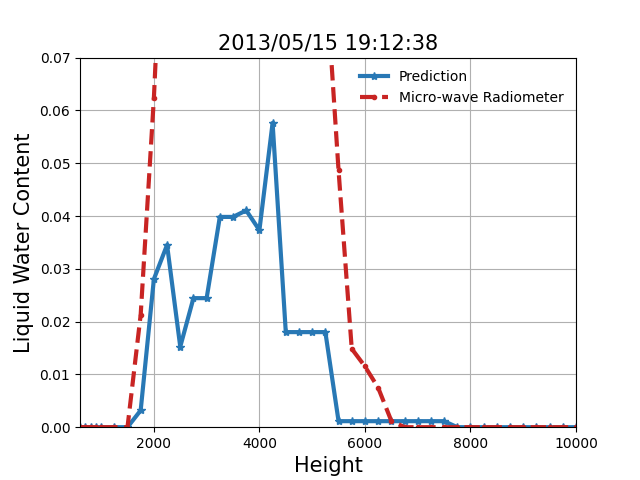 2013/05/15 19:12:38
Prediction
Micro-wave Radiometer
Liquid Water Content
0.07
0.06
0.05
0.04
0.03
0.02
0.01
0.00
2000 4000 6000 8000 10000
Height